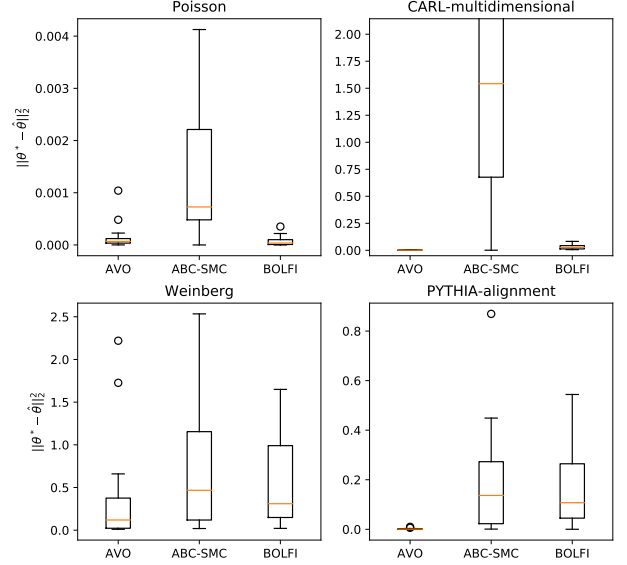 Poisson
0.004
0.003
0.002
0.001
0.000
||θ* − θ̂||₂²
AVO ABC-SMC BOLFI
CARL-multidimensional
2.00
1.75
1.50
1.25
1.00
0.75
0.50
0.25
0.00
AVO ABC-SMC BOLFI
Weinberg
2.5
2.0
1.5
1.0
0.5
0.0
||θ* − θ̂||₂²
AVO ABC-SMC BOLFI
PYTHIA-alignment
0.8
0.6
0.4
0.2
0.0
AVO ABC-SMC BOLFI